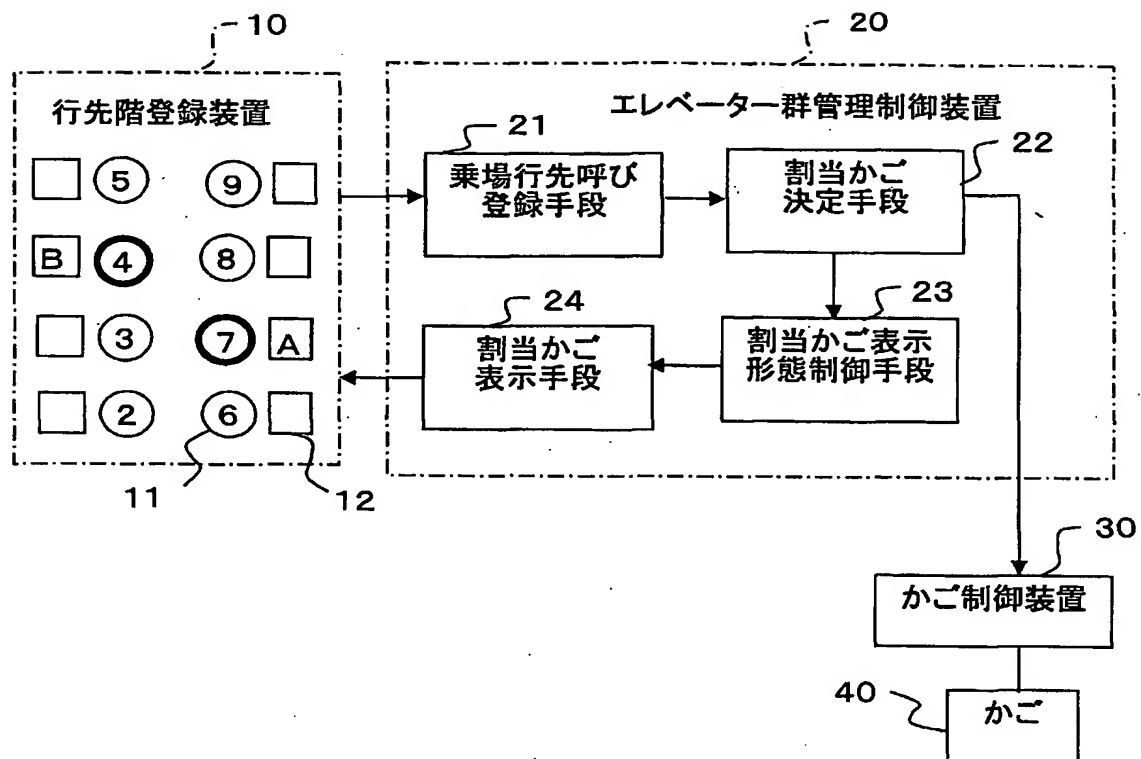 10
20
行先階登録装置
エレベーター群管理制御装置
5 9
B 4 8
3 7 A
2 6
11
12
21
乗場行先呼び
登録手段
22
割当かご
決定手段
23
割当かご表示
形態制御手段
24
割当かご
表示手段
30
かご制御装置
40
かご